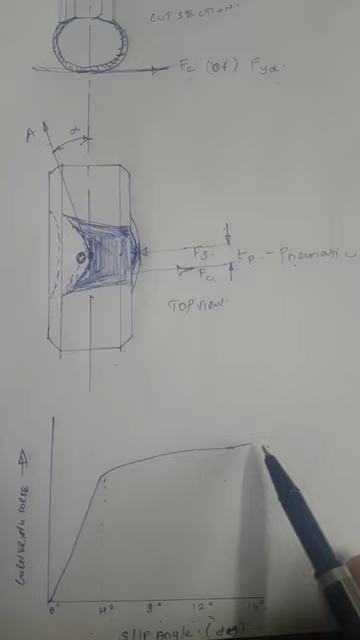 CUT SECTION.
Fc (or) Fyα.
A
α
Fs.
tp - Pneumatic
Fc
TOP VIEW.
CORNERING FORCE
0° 4° 8° 12° 16°
Slip Angle. (deg)